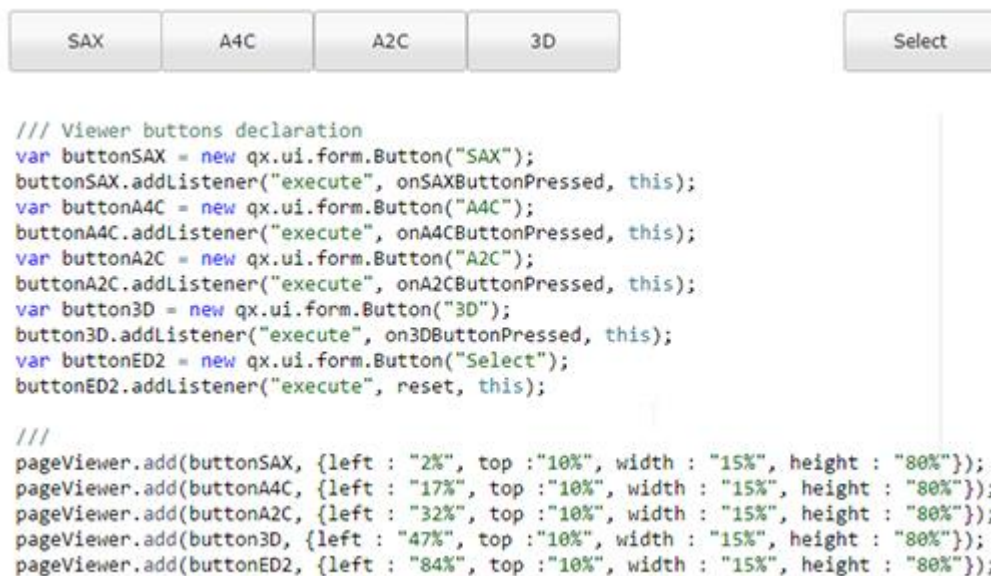 SAX A4C A2C 3D Select
/// Viewer buttons declaration
var buttonSAX = new qx.ui.form.Button("SAX");
buttonSAX.addListener("execute", onSAXButtonPressed, this);
var buttonA4C = new qx.ui.form.Button("A4C");
buttonA4C.addListener("execute", onA4CButtonPressed, this);
var buttonA2C = new qx.ui.form.Button("A2C");
buttonA2C.addListener("execute", onA2CButtonPressed, this);
var button3D = new qx.ui.form.Button("3D");
button3D.addListener("execute", on3DButtonPressed, this);
var buttonED2 = new qx.ui.form.Button("Select");
buttonED2.addListener("execute", reset, this);
///
pageViewer.add(buttonSAX, {left : "2%", top :"10%", width : "15%", height : "80%"});
pageViewer.add(buttonA4C, {left : "17%", top :"10%", width : "15%", height : "80%"});
pageViewer.add(buttonA2C, {left : "32%", top :"10%", width : "15%", height : "80%"});
pageViewer.add(button3D, {left : "47%", top :"10%", width : "15%", height : "80%"});
pageViewer.add(buttonED2, {left : "84%", top :"10%", width : "15%", height : "80%"});